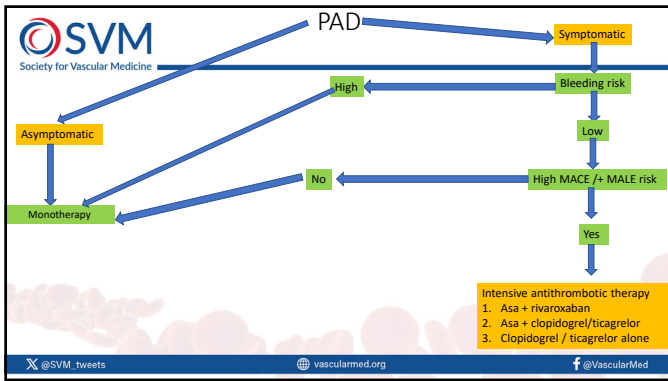 PAD
SVM
Society for Vascular Medicine
Symptomatic
Bleeding risk
High
Asymptomatic
Low
No
High MACE /+ MALE risk
Monotherapy
Yes
Intensive antithrombotic therapy
1. Asa + rivaroxaban
2. Asa + clopidogrel/ticagrelor
3. Clopidogrel / ticagrelor alone
X @SVM_tweets
vascularmed.org
f @VascularMed